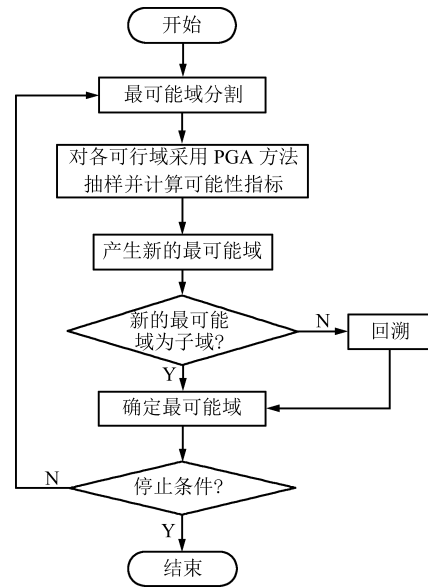 开始
最可能域分割
对各可行域采用 PGA 方法
抽样并计算可能性指标
产生新的最可能域
新的最可能
域为子域?
N
回溯
Y
确定最可能域
N
停止条件?
Y
结束